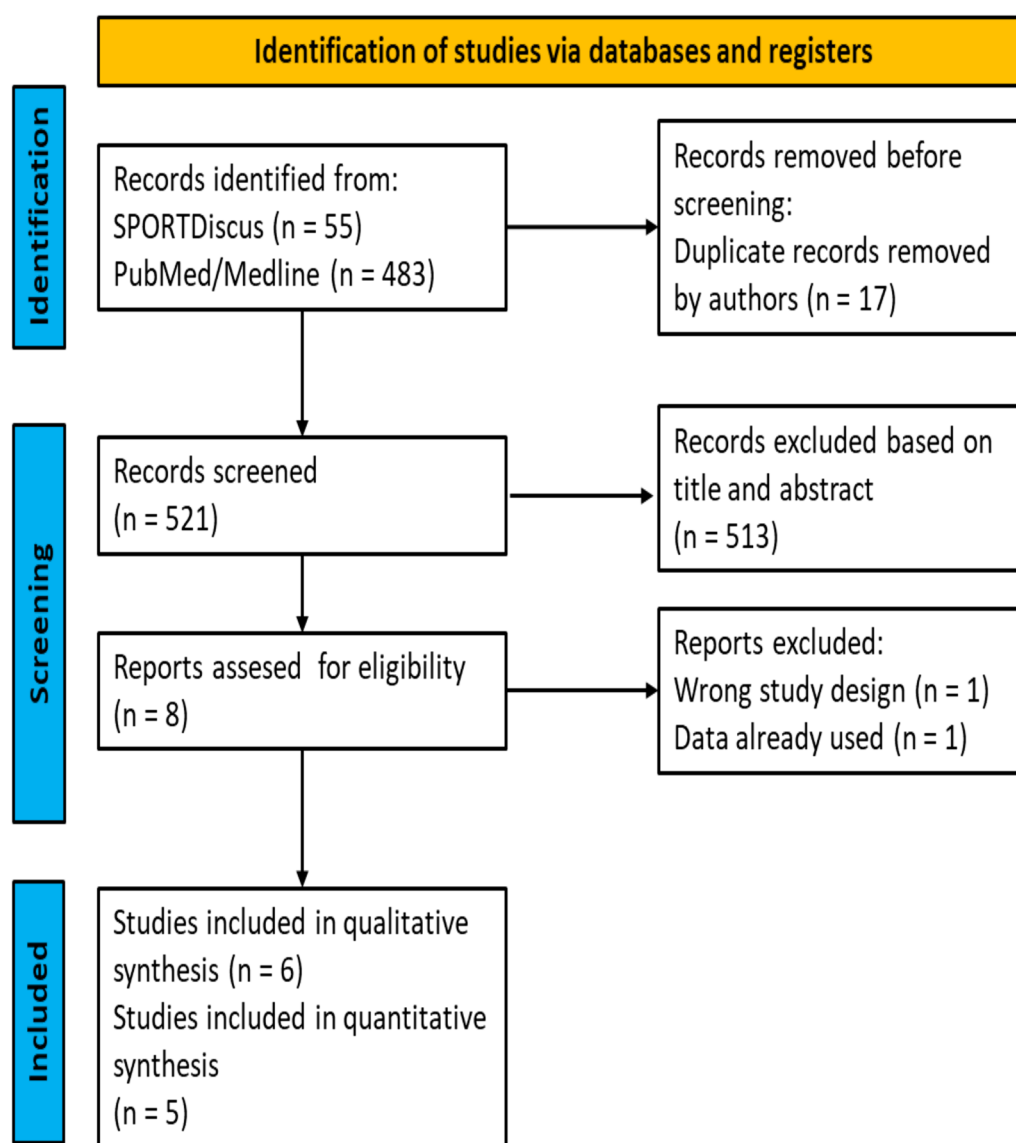 Identification of studies via databases and registers
Identification
Records identified from:
SPORTDiscus (n = 55)
PubMed/Medline (n = 483)
Records removed before
screening:
Duplicate records removed
by authors (n = 17)
Screening
Records screened
(n = 521)
Records excluded based on
title and abstract
(n = 513)
Reports assesed  for eligibility
(n = 8)
Reports excluded:
Wrong study design (n = 1)
Data already used (n = 1)
Included
Studies included in qualitative
synthesis (n = 6)
Studies included in quantitative
synthesis
(n = 5)